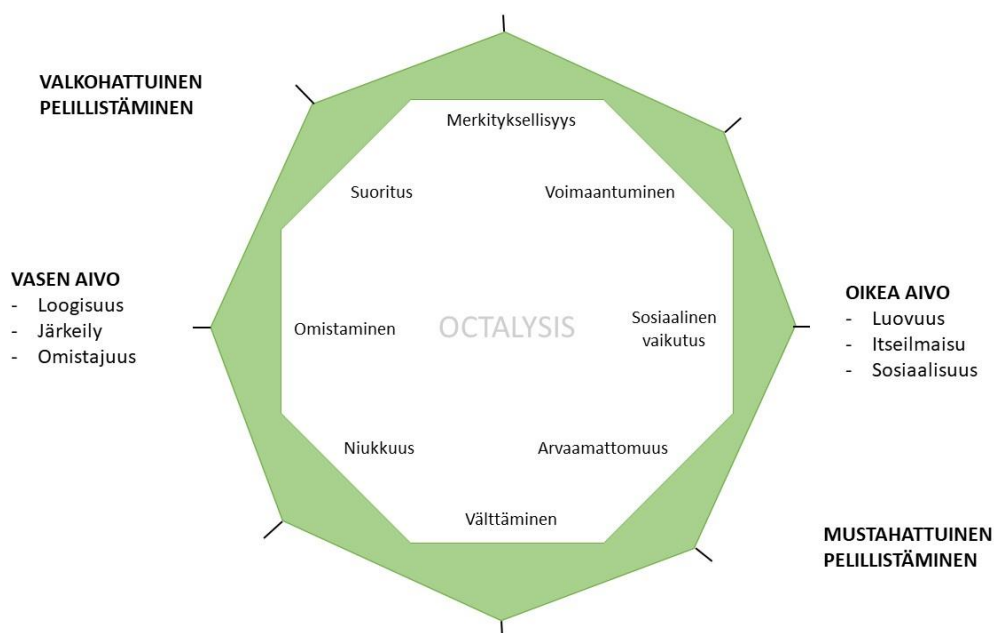 VALKOHATTUINEN
PELILLISTÄMINEN
Merkityksellisyys
Suoritus
Voimaantuminen
VASEN AIVO
- Loogisuus
- Järkeily
- Omistajuus
Omistaminen
OCTALYSIS
Sosiaalinen
vaikutus
OIKEA AIVO
- Luovuus
- Itseilmaisu
- Sosiaalisuus
Niukkuus
Arvaamattomuus
Välttäminen
MUSTAHATTUINEN
PELILLISTÄMINEN